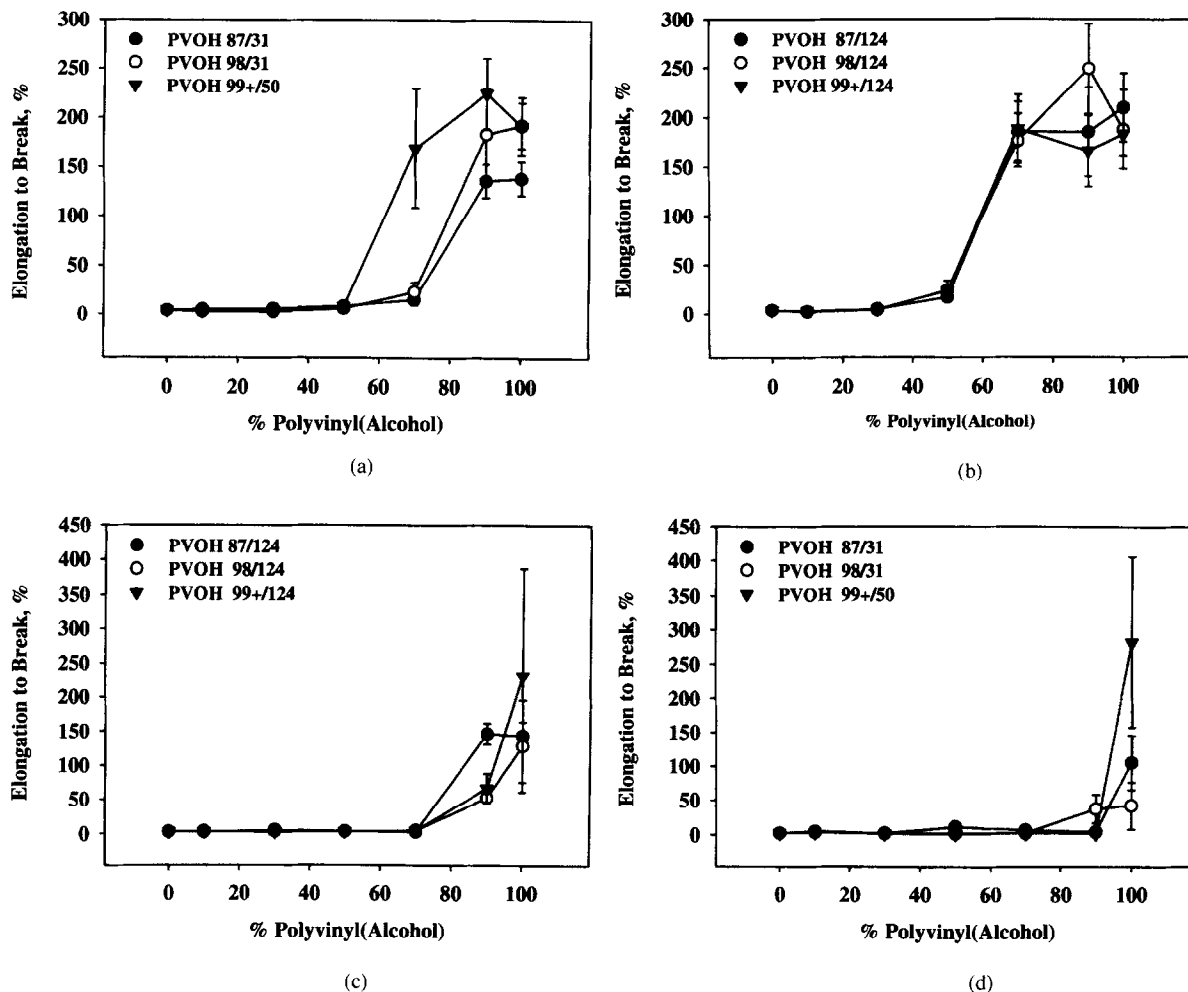 300
250
200
150
100
50
0
Elongation to Break, %
PVOH 87/31
PVOH 98/31
PVOH 99+/50
0 20 40 60 80 100
% Polyvinyl(Alcohol)
(a)
300
250
200
150
100
50
0
Elongation to Break, %
PVOH 87/124
PVOH 98/124
PVOH 99+/124
0 20 40 60 80 100
% Polyvinyl(Alcohol)
(b)
450
400
350
300
250
200
150
100
50
0
Elongation to Break, %
PVOH 87/124
PVOH 98/124
PVOH 99+/124
0 20 40 60 80 100
% Polyvinyl(Alcohol)
(c)
450
400
350
300
250
200
150
100
50
0
Elongation to Break, %
PVOH 87/31
PVOH 98/31
PVOH 99+/50
0 20 40 60 80 100
% Polyvinyl(Alcohol)
(d)